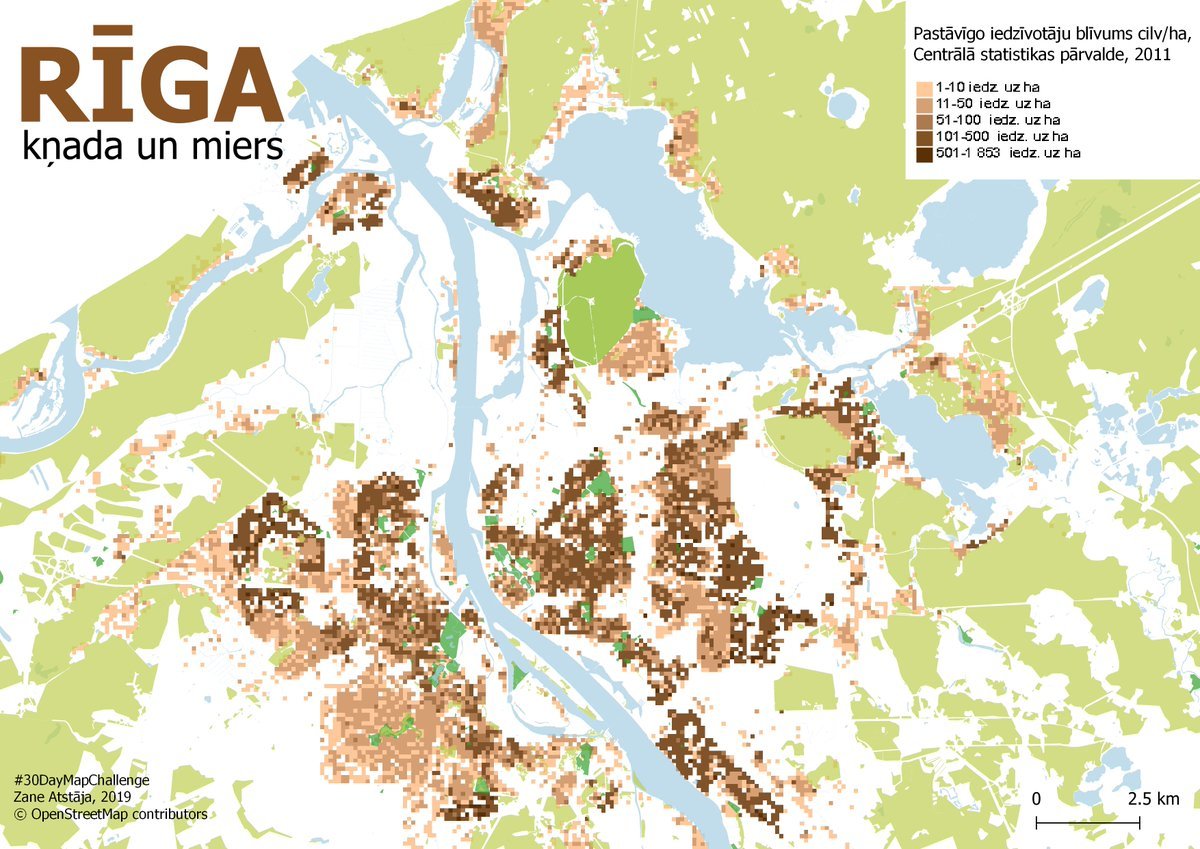 RĪGA
kņada un miers
Pastāvīgo iedzīvotāju blīvums cilv/ha,
Centrālā statistikas pārvalde, 2011
1-10 iedz. uz ha
11-50 iedz. uz ha
51-100 iedz. uz ha
101-500 iedz. uz ha
501-1 853 iedz. uz ha
#30DayMapChallenge
Zane Atstāja, 2019
© OpenStreetMap contributors
0 2.5 km